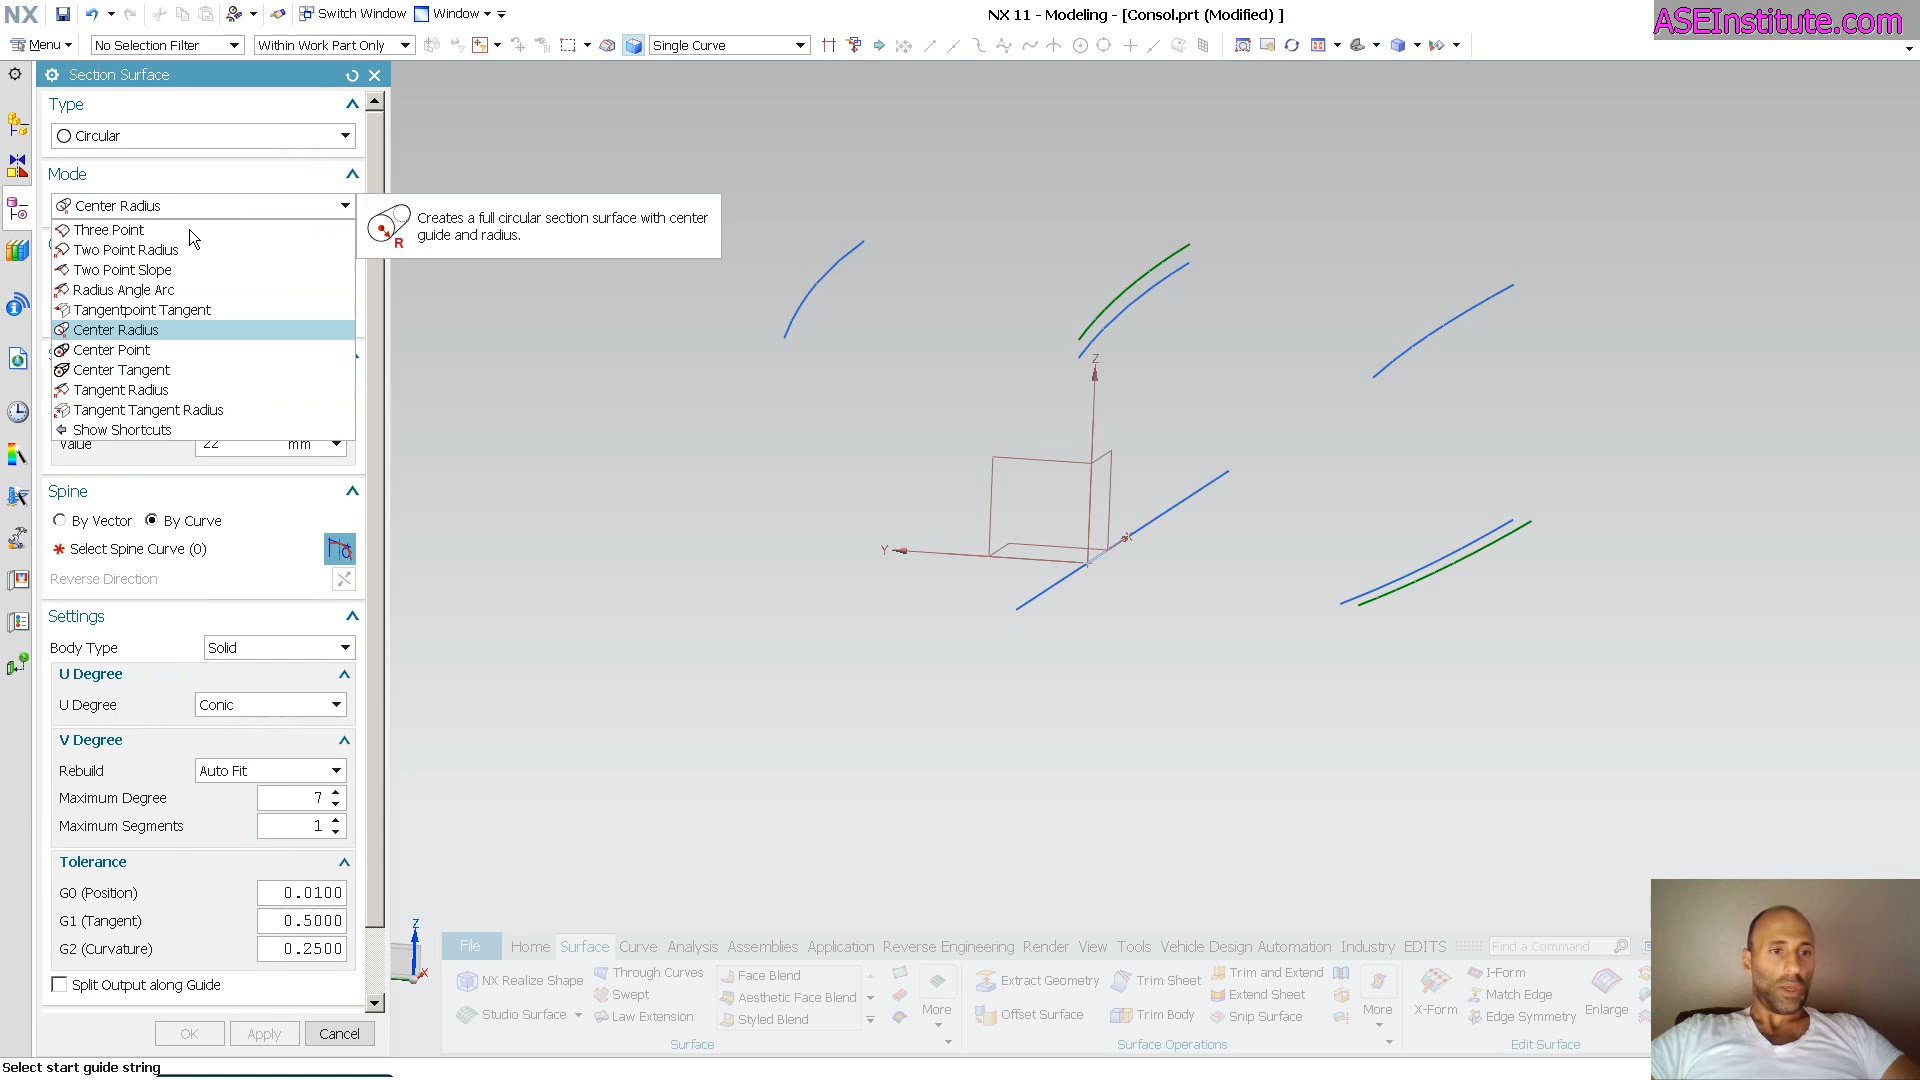 NX
Switch Window
Window
NX 11 - Modeling - [Consol.prt (Modified) ]
ASEInstitute.com
Menu
No Selection Filter
Within Work Part Only
Single Curve
Section Surface
Type
Circular
Mode
Center Radius
Creates a full circular section surface with center
guide and radius.
R
Three Point
Two Point Radius
Two Point Slope
Radius Angle Arc
Tangentpoint Tangent
Center Radius
Center Point
Center Tangent
Tangent Radius
Tangent Tangent Radius
Show Shortcuts
Value 22 mm
Spine
By Vector By Curve
* Select Spine Curve (0)
Reverse Direction
Settings
Body Type Solid
U Degree
U Degree Conic
V Degree
Rebuild Auto Fit
Maximum Degree 7
Maximum Segments 1
Tolerance
G0 (Position) 0.0100
G1 (Tangent) 0.5000
G2 (Curvature) 0.2500
Split Output along Guide
OK Apply Cancel
Select start guide string
Z
Y
X
Z
X
File Home Surface Curve Analysis Assemblies Application Reverse Engineering Render View Tools Vehicle Design Automation Industry EDITS Find a Command
NX Realize Shape
Studio Surface
Through Curves
Swept
Law Extension
Face Blend
Aesthetic Face Blend
Styled Blend
More
Surface
Extract Geometry
Offset Surface
Trim Sheet
Trim Body
Trim and Extend
Extend Sheet
Snip Surface
More
Surface Operations
X-Form
I-Form
Match Edge
Edge Symmetry
Enlarge
Edit Surface